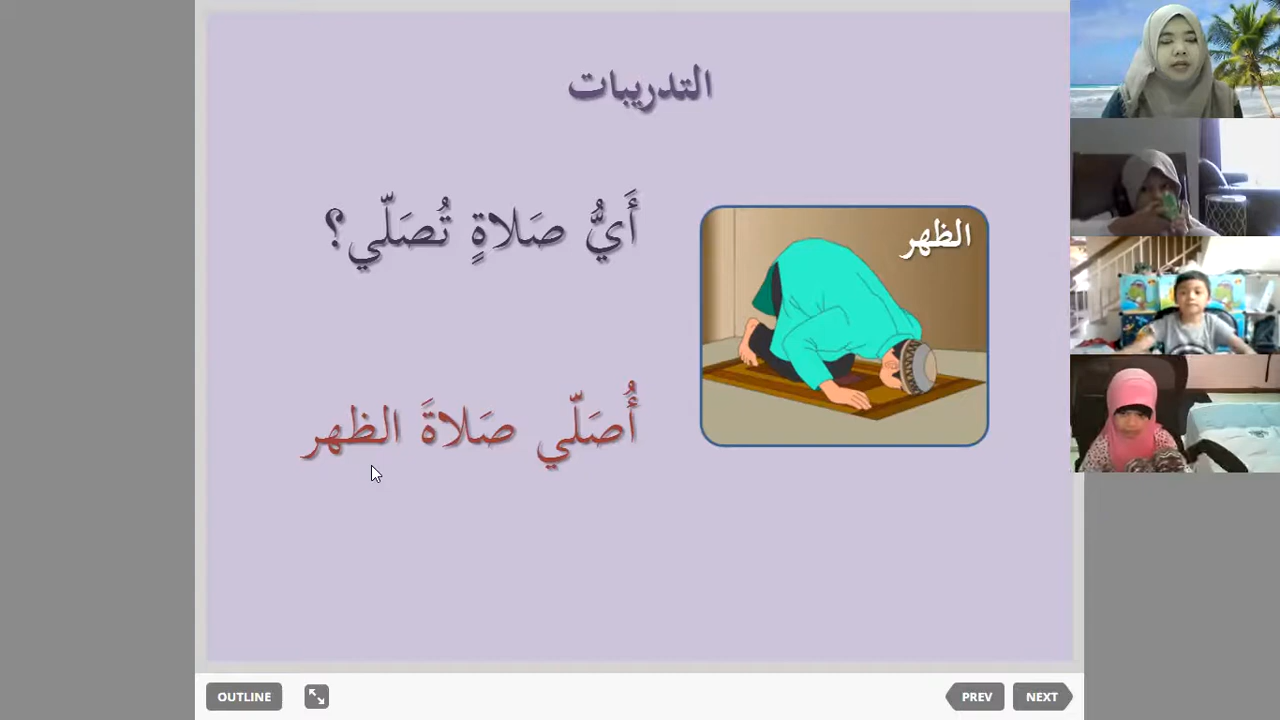 التدريبات
الظهر
أَيُّ صَلاةٍ تُصَلّي؟
أُصَلّي صَلاةَ الظهر
OUTLINE
PREV
NEXT